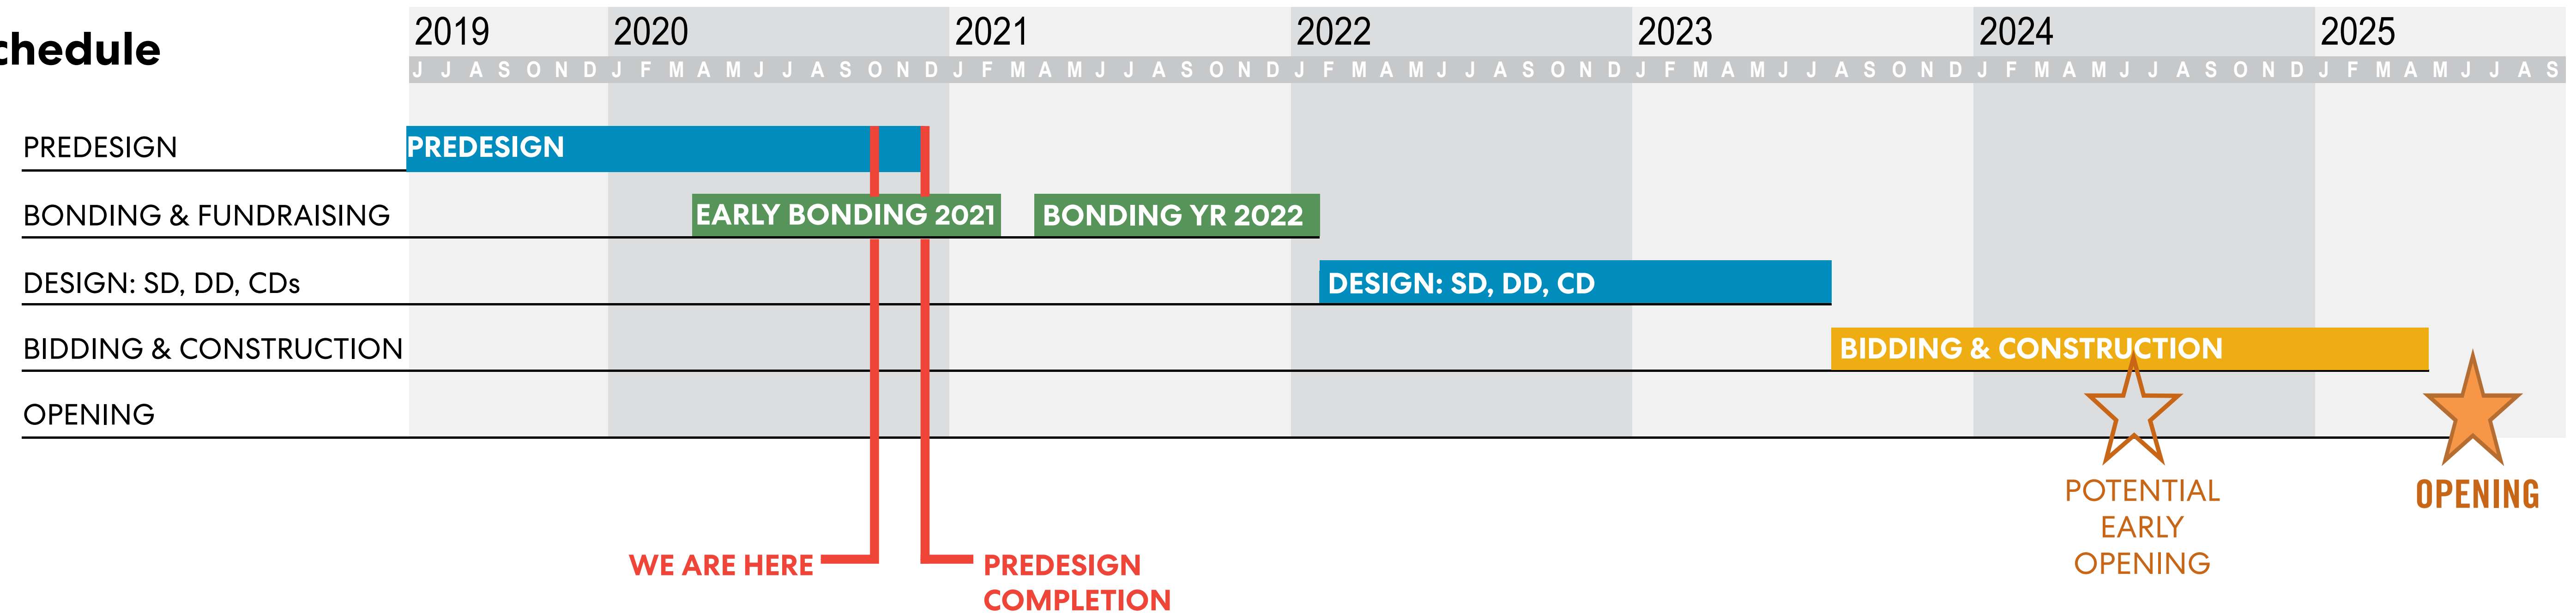 chedule
2019 2020 2021 2022 2023 2024 2025
J J A S O N D J F M A M J J A S O N D J F M A M J J A S O N D J F M A M J J A S O N D J F M A M J J A S O N D J F M A M J J A S O N D J F M A M J J A S
PREDESIGN PREDESIGN
BONDING & FUNDRAISING EARLY BONDING 2021 BONDING YR 2022
DESIGN: SD, DD, CDs DESIGN: SD, DD, CD
BIDDING & CONSTRUCTION BIDDING & CONSTRUCTION
OPENING
POTENTIAL
EARLY
OPENING
OPENING
WE ARE HERE
PREDESIGN
COMPLETION